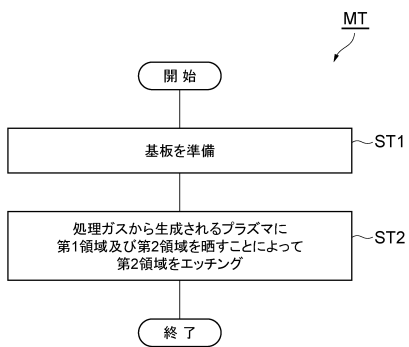 MT
開始
基板を準備
ST1
処理ガスから生成されるプラズマに
第1領域及び第2領域を晒すことによって
第2領域をエッチング
ST2
終了